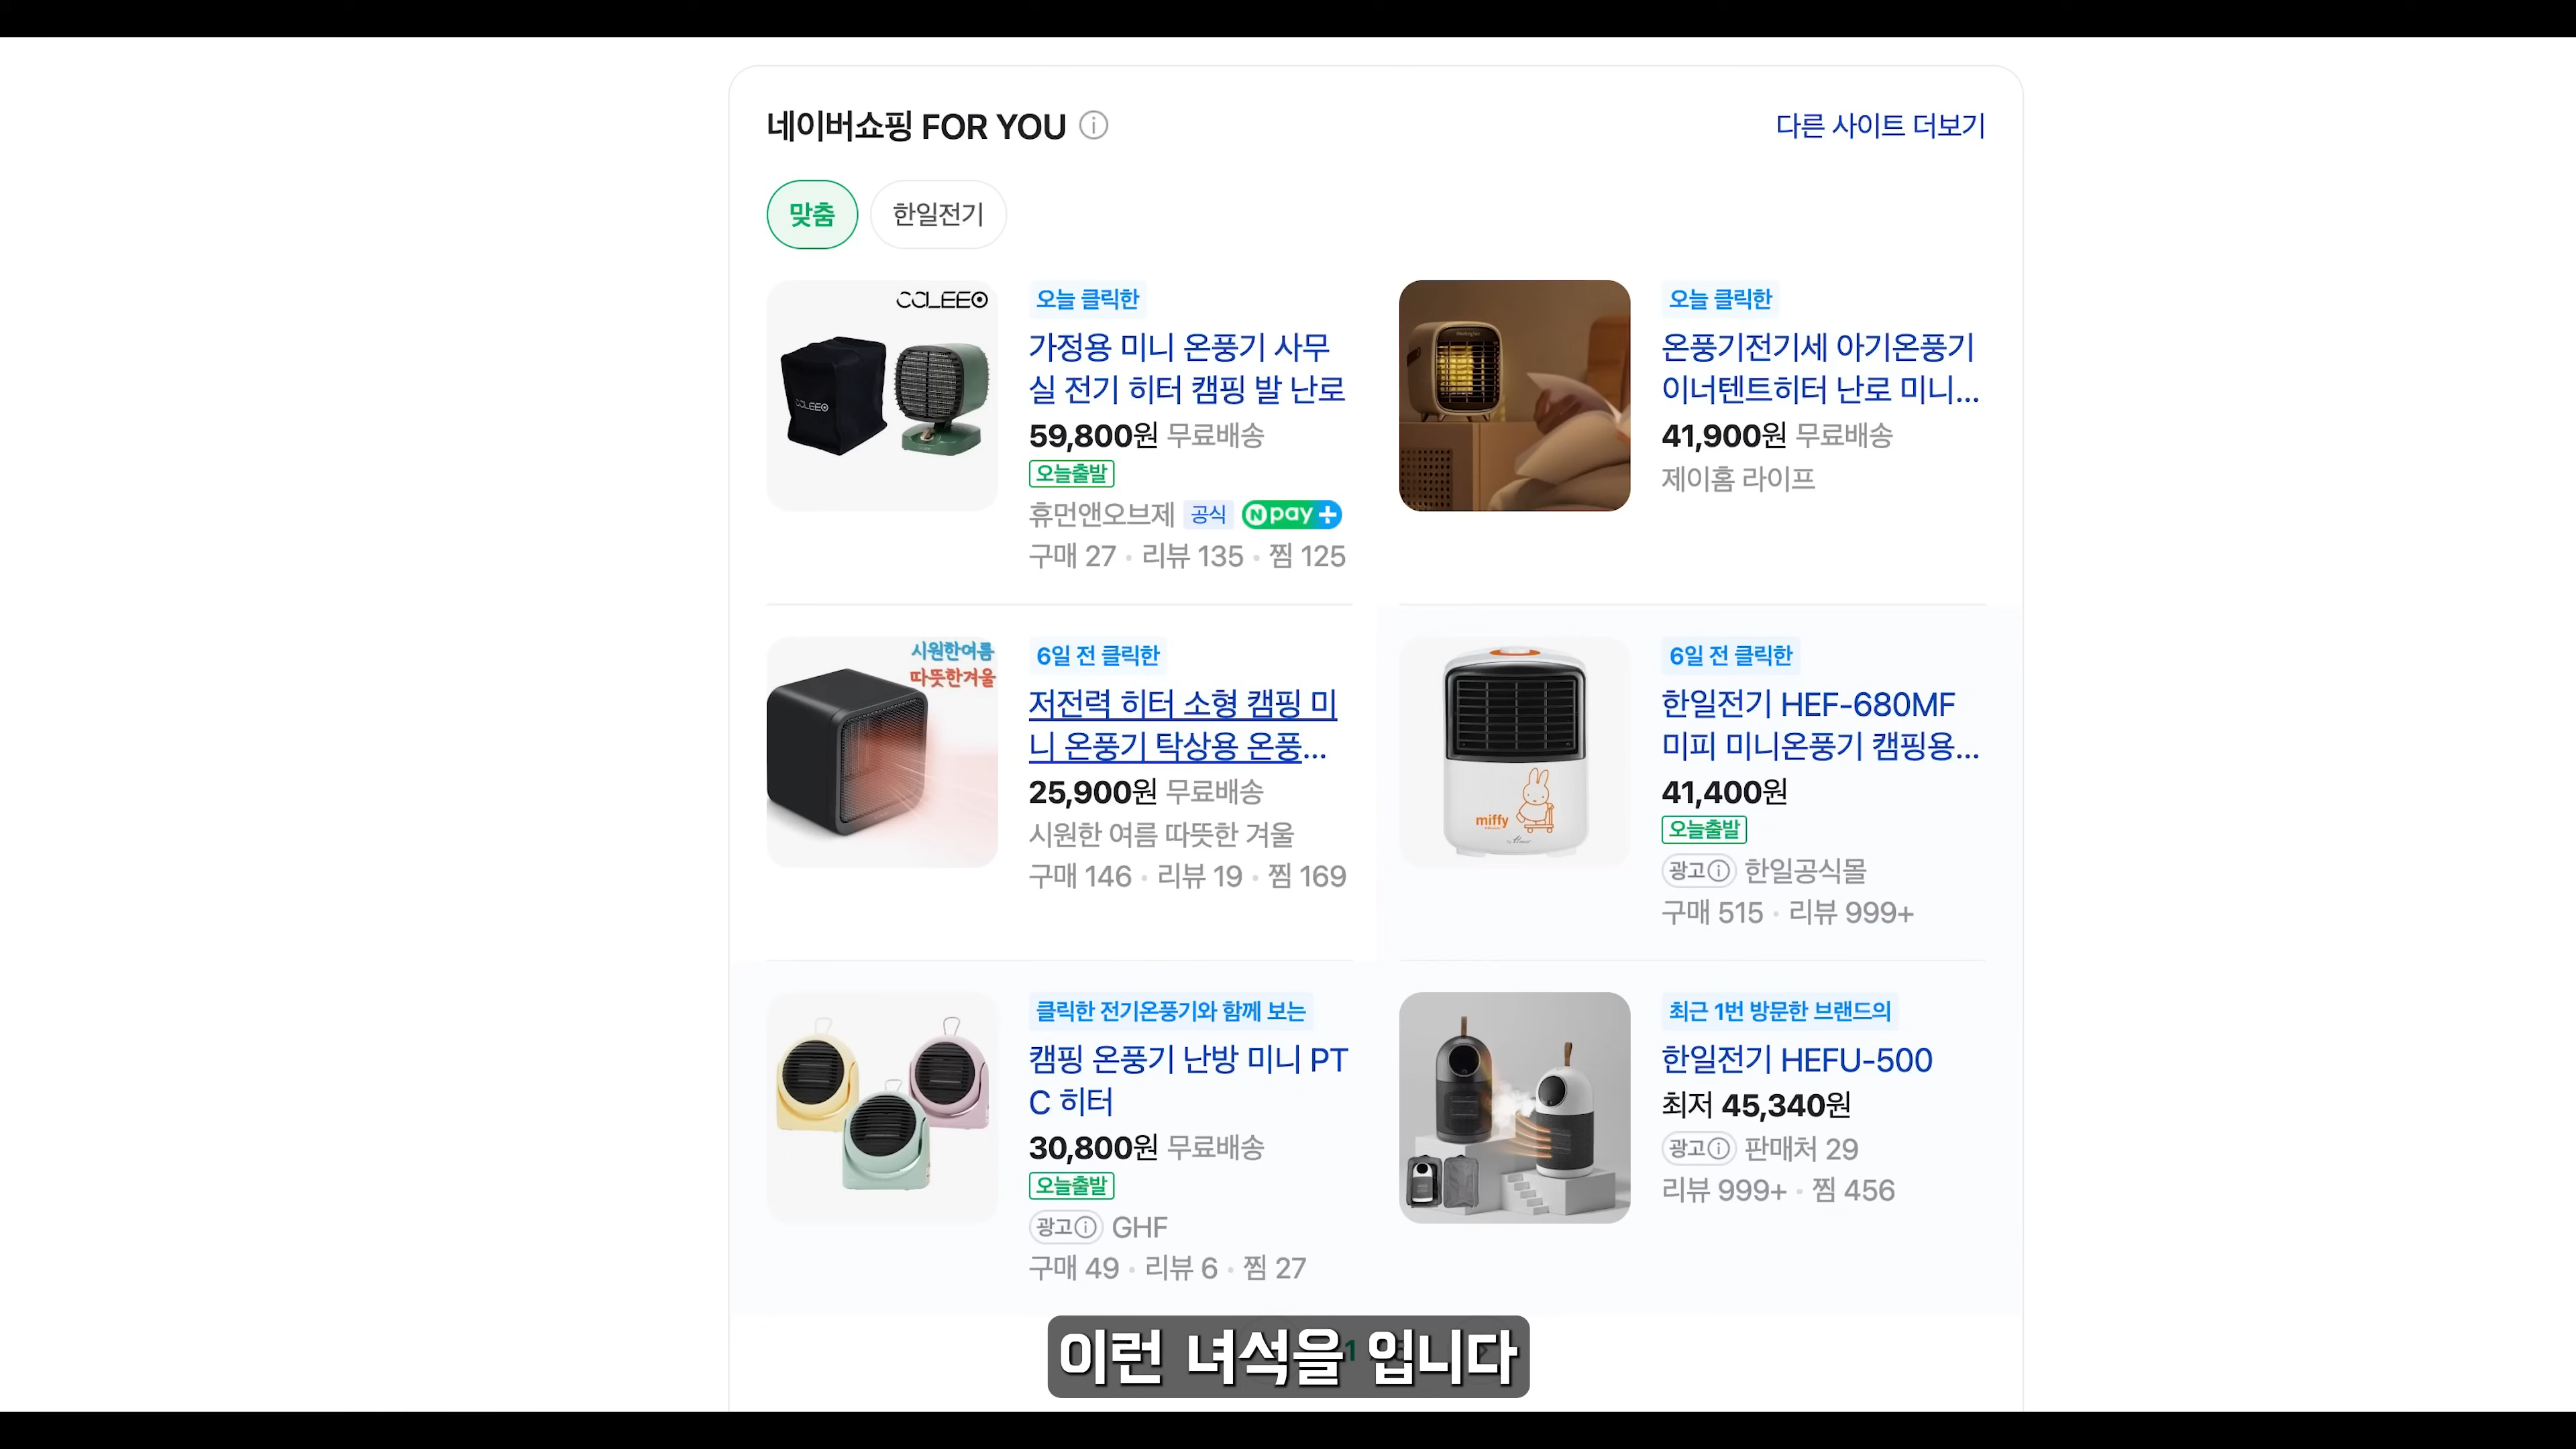 네이버쇼핑 FOR YOU
다른 사이트 더보기
맞춤
한일전기
COLEEO
COLEEO
오늘 클릭한
가정용 미니 온풍기 사무
실 전기 히터 캠핑 발 난로
59,800원 무료배송
오늘출발
휴먼앤오브제 공식 N pay +
구매 27 · 리뷰 135 · 찜 125
오늘 클릭한
온풍기전기세 아기온풍기
이너텐트히터 난로 미니...
41,900원 무료배송
제이홈 라이프
시원한여름
따뜻한겨울
6일 전 클릭한
저전력 히터 소형 캠핑 미
니 온풍기 탁상용 온풍...
25,900원 무료배송
시원한 여름 따뜻한 겨울
구매 146 · 리뷰 19 · 찜 169
miffy
6일 전 클릭한
한일전기 HEF-680MF
미피 미니온풍기 캠핑용...
41,400원
오늘출발
광고 한일공식몰
구매 515 · 리뷰 999+
클릭한 전기온풍기와 함께 보는
캠핑 온풍기 난방 미니 PT
C 히터
30,800원 무료배송
오늘출발
광고 GHF
구매 49 · 리뷰 6 · 찜 27
최근 1번 방문한 브랜드의
한일전기 HEFU-500
최저 45,340원
광고 판매처 29
리뷰 999+ · 찜 456
1
이런 녀석을 입니다